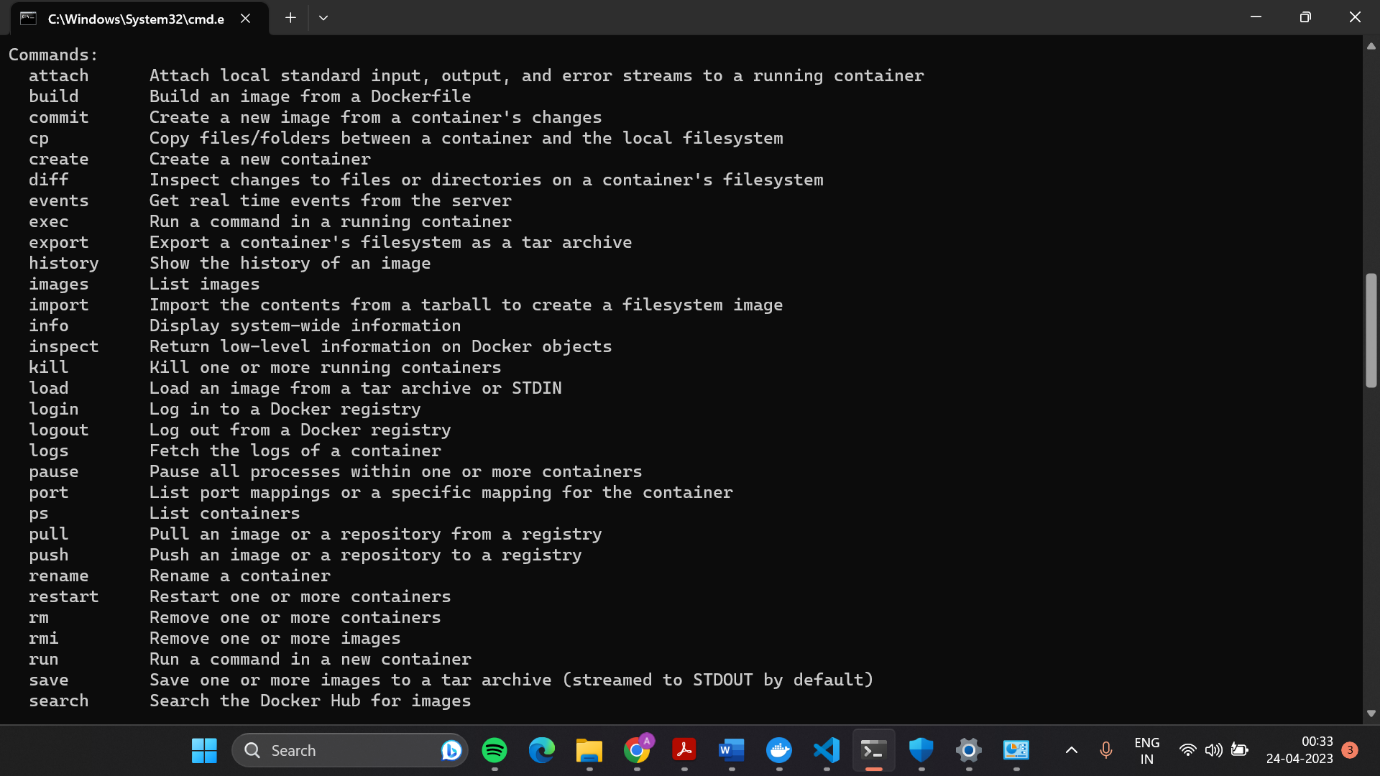 C:\Windows\System32\cmd.e
Commands:
attach Attach local standard input, output, and error streams to a running container
build Build an image from a Dockerfile
commit Create a new image from a container's changes
cp Copy files/folders between a container and the local filesystem
create Create a new container
diff Inspect changes to files or directories on a container's filesystem
events Get real time events from the server
exec Run a command in a running container
export Export a container's filesystem as a tar archive
history Show the history of an image
images List images
import Import the contents from a tarball to create a filesystem image
info Display system-wide information
inspect Return low-level information on Docker objects
kill Kill one or more running containers
load Load an image from a tar archive or STDIN
login Log in to a Docker registry
logout Log out from a Docker registry
logs Fetch the logs of a container
pause Pause all processes within one or more containers
port List port mappings or a specific mapping for the container
ps List containers
pull Pull an image or a repository from a registry
push Push an image or a repository to a registry
rename Rename a container
restart Restart one or more containers
rm Remove one or more containers
rmi Remove one or more images
run Run a command in a new container
save Save one or more images to a tar archive (streamed to STDOUT by default)
search Search the Docker Hub for images
Search
A
ENG
IN
00:33
24-04-2023
3